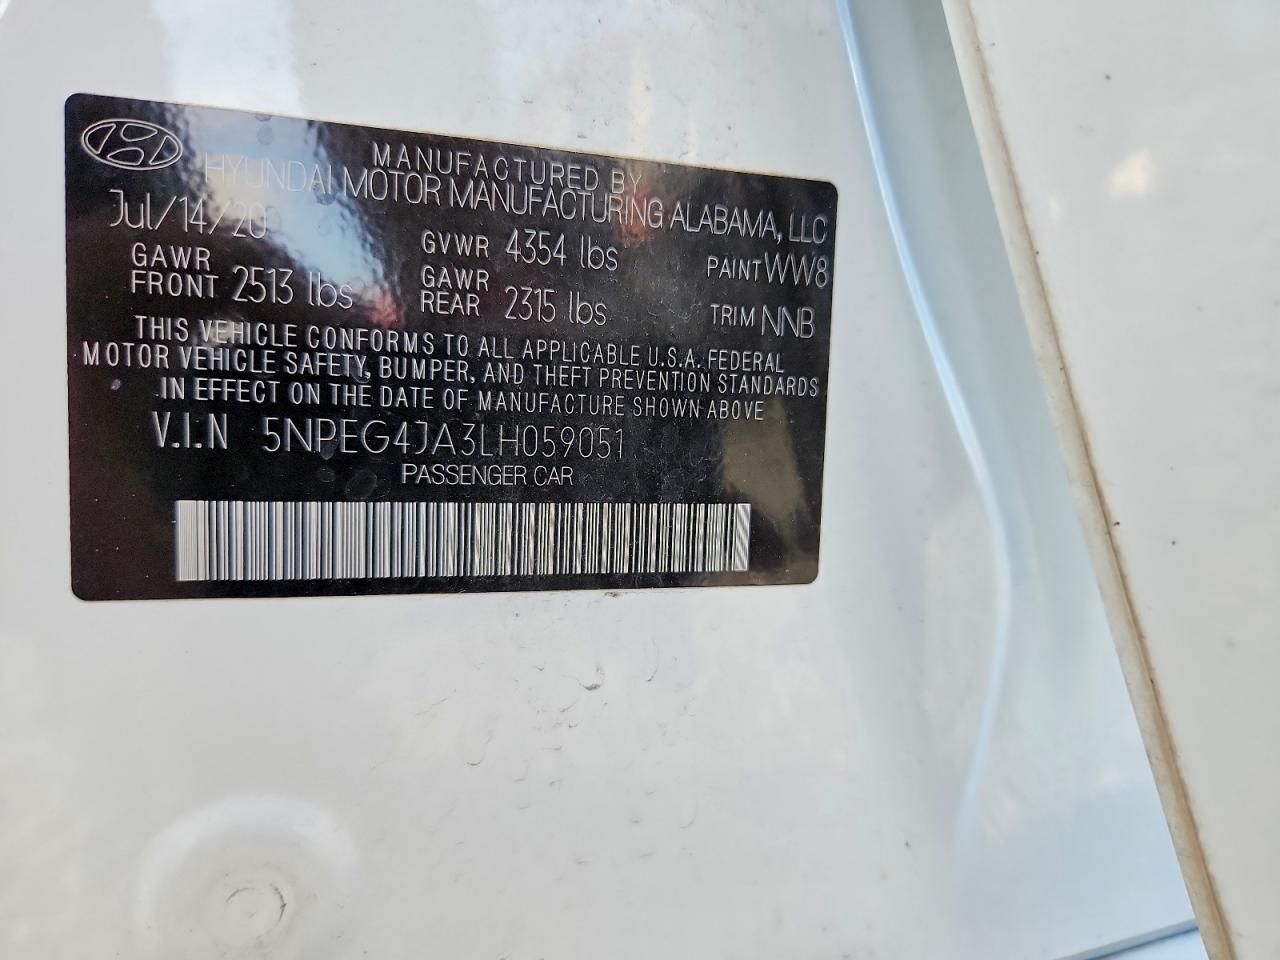 MANUFACTURED BY
HYUNDAI MOTOR MANUFACTURING ALABAMA, LLC
Jul/14/20
GVWR 4354 lbs
PAINT WW8
GAWR FRONT 2513 lbs
GAWR REAR 2315 lbs
TRIM NNB
THIS VEHICLE CONFORMS TO ALL APPLICABLE U.S.A. FEDERAL
MOTOR VEHICLE SAFETY, BUMPER, AND THEFT PREVENTION STANDARDS
IN EFFECT ON THE DATE OF MANUFACTURE SHOWN ABOVE
V.I.N 5NPEG4JA3LH059051
PASSENGER CAR